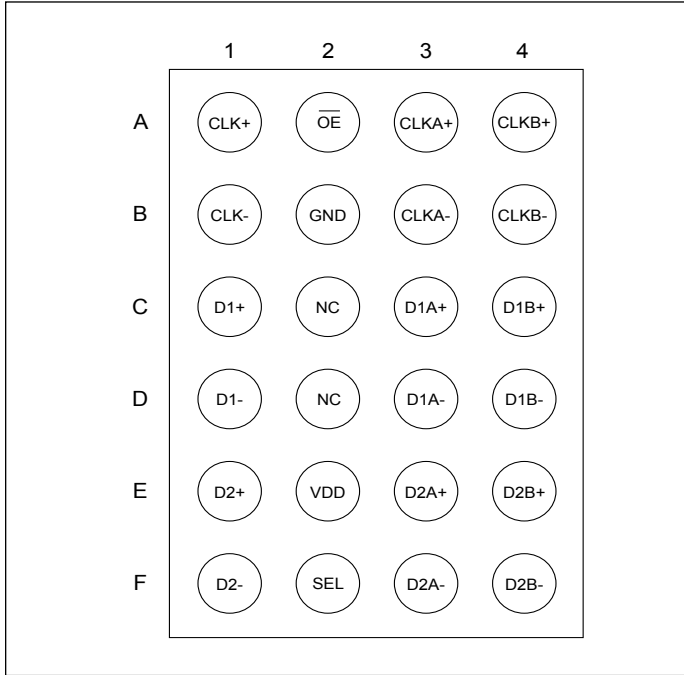 1 2 3 4
A CLK+ O̅E̅ CLKA+ CLKB+
B CLK- GND CLKA- CLKB-
C D1+ NC D1A+ D1B+
D D1- NC D1A- D1B-
E D2+ VDD D2A+ D2B+
F D2- SEL D2A- D2B-